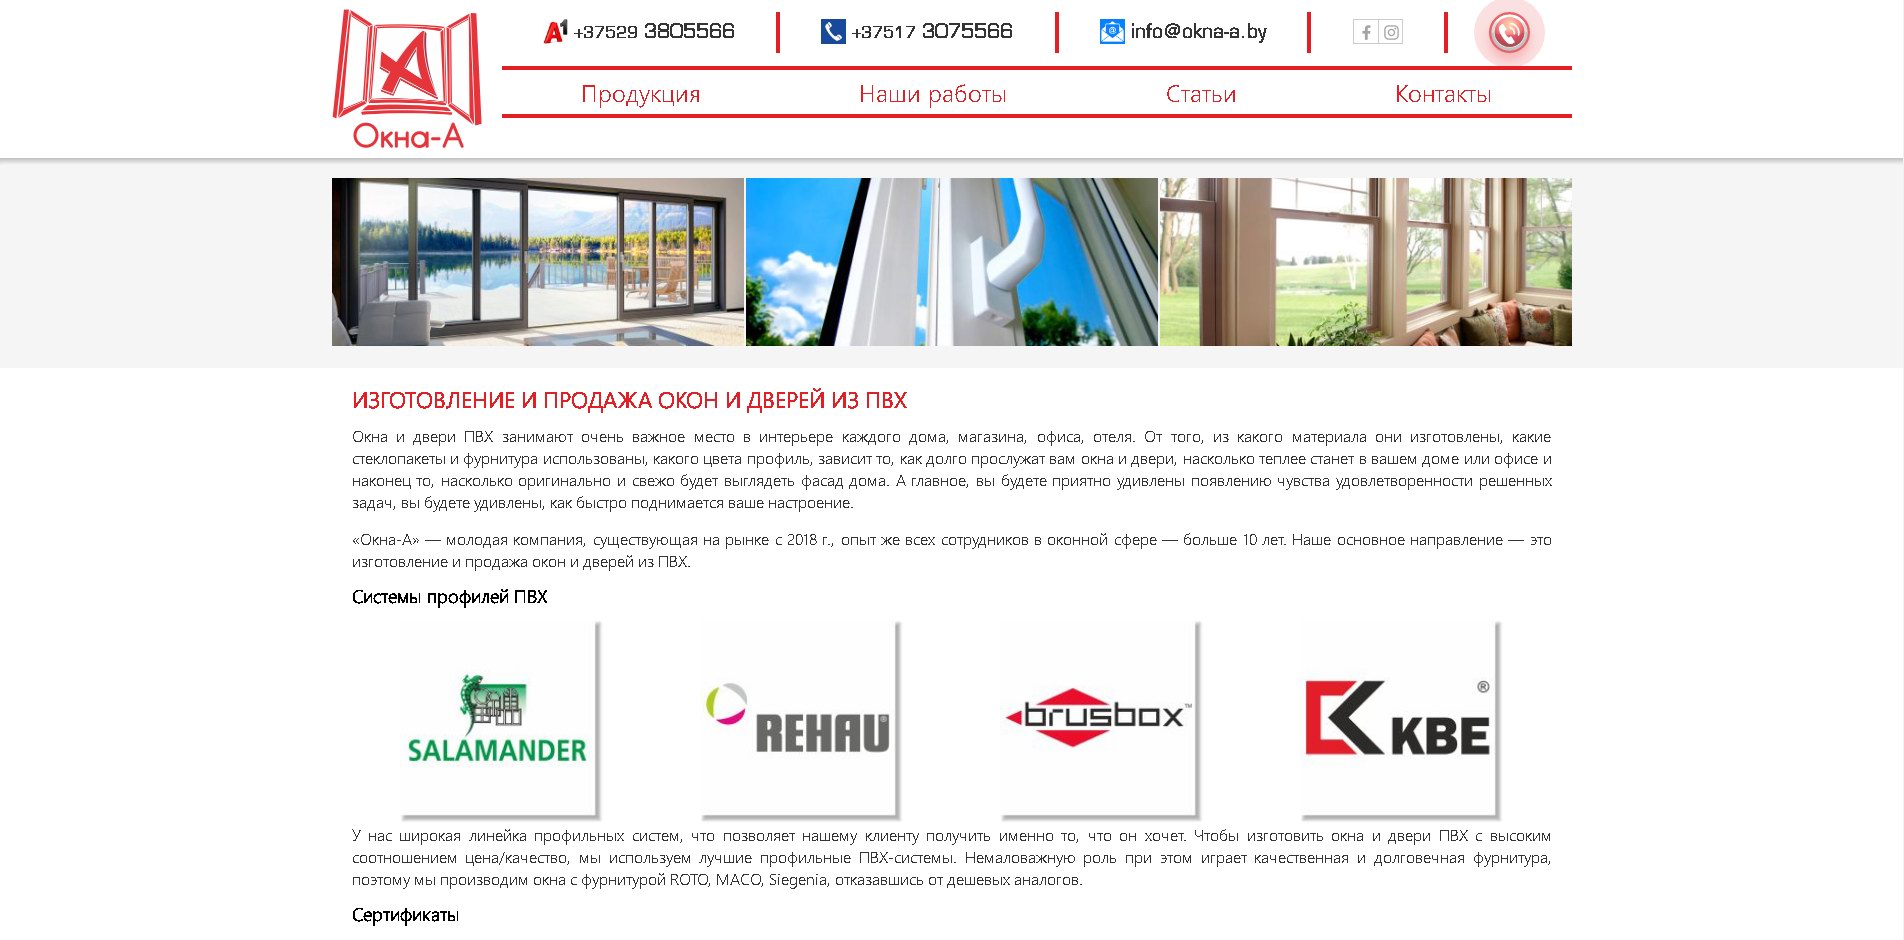 Окна-А
A1 +37529 3805566
+37517 3075566
info@okna-a.by
Продукция
Наши работы
Статьи
Контакты
ИЗГОТОВЛЕНИЕ И ПРОДАЖА ОКОН И ДВЕРЕЙ ИЗ ПВХ
Окна и двери ПВХ занимают очень важное место в интерьере каждого дома, магазина, офиса, отеля. От того, из какого материала они изготовлены, какие
стеклопакеты и фурнитура использованы, какого цвета профиль, зависит то, как долго прослужат вам окна и двери, насколько теплее станет в вашем доме или офисе и
наконец то, насколько оригинально и свежо будет выглядеть фасад дома. А главное, вы будете приятно удивлены появлению чувства удовлетворенности решенных
задач, вы будете удивлены, как быстро поднимается ваше настроение.
«Окна-А» — молодая компания, существующая на рынке с 2018 г., опыт же всех сотрудников в оконной сфере — больше 10 лет. Наше основное направление — это
изготовление и продажа окон и дверей из ПВХ.
Системы профилей ПВХ
SALAMANDER
REHAU®
brusbox™
KBE®
У нас широкая линейка профильных систем, что позволяет нашему клиенту получить именно то, что он хочет. Чтобы изготовить окна и двери ПВХ с высоким
соотношением цена/качество, мы используем лучшие профильные ПВХ-системы. Немаловажную роль при этом играет качественная и долговечная фурнитура,
поэтому мы производим окна с фурнитурой ROTO, MACO, Siegenia, отказавшись от дешевых аналогов.
Сертификаты